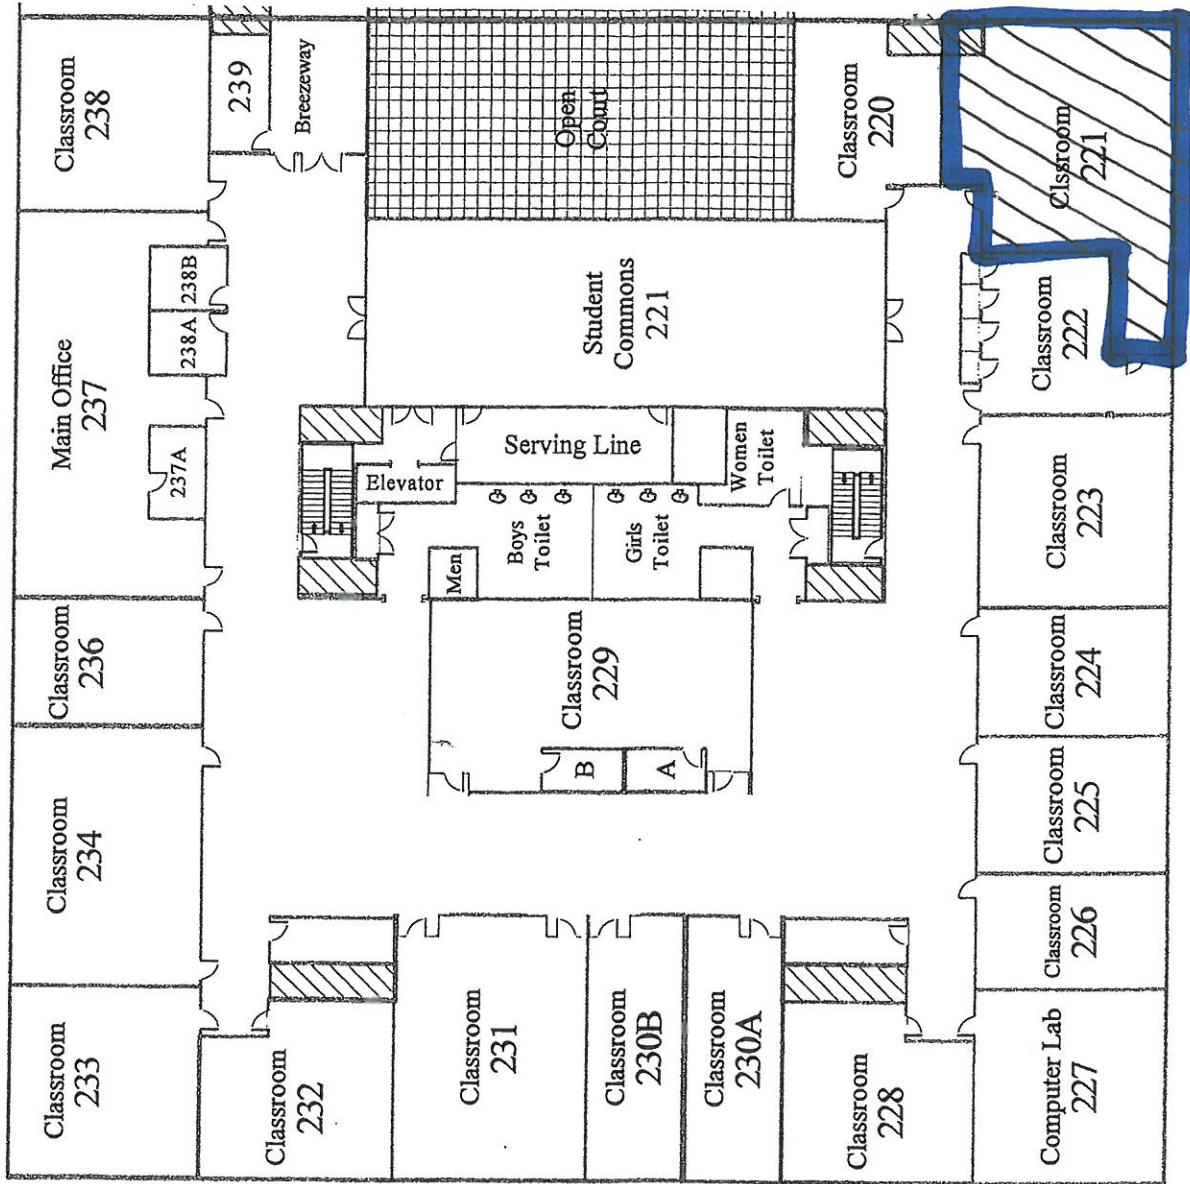 Classroom
238
239
Breezeway
Open
Court
Classroom
220
Clssroom
221
Main Office
237
238B
238A
237A
Student
Commons
221
Classroom
222
Serving Line
Elevator
Women
Toilet
Boys
Toilet
Girls
Toilet
Men
Classroom
223
Classroom
236
Classroom
229
B
A
Classroom
224
Classroom
234
Classroom
225
Classroom
226
Classroom
233
Classroom
232
Classroom
231
Classroom
230B
Classroom
230A
Classroom
228
Computer Lab
227